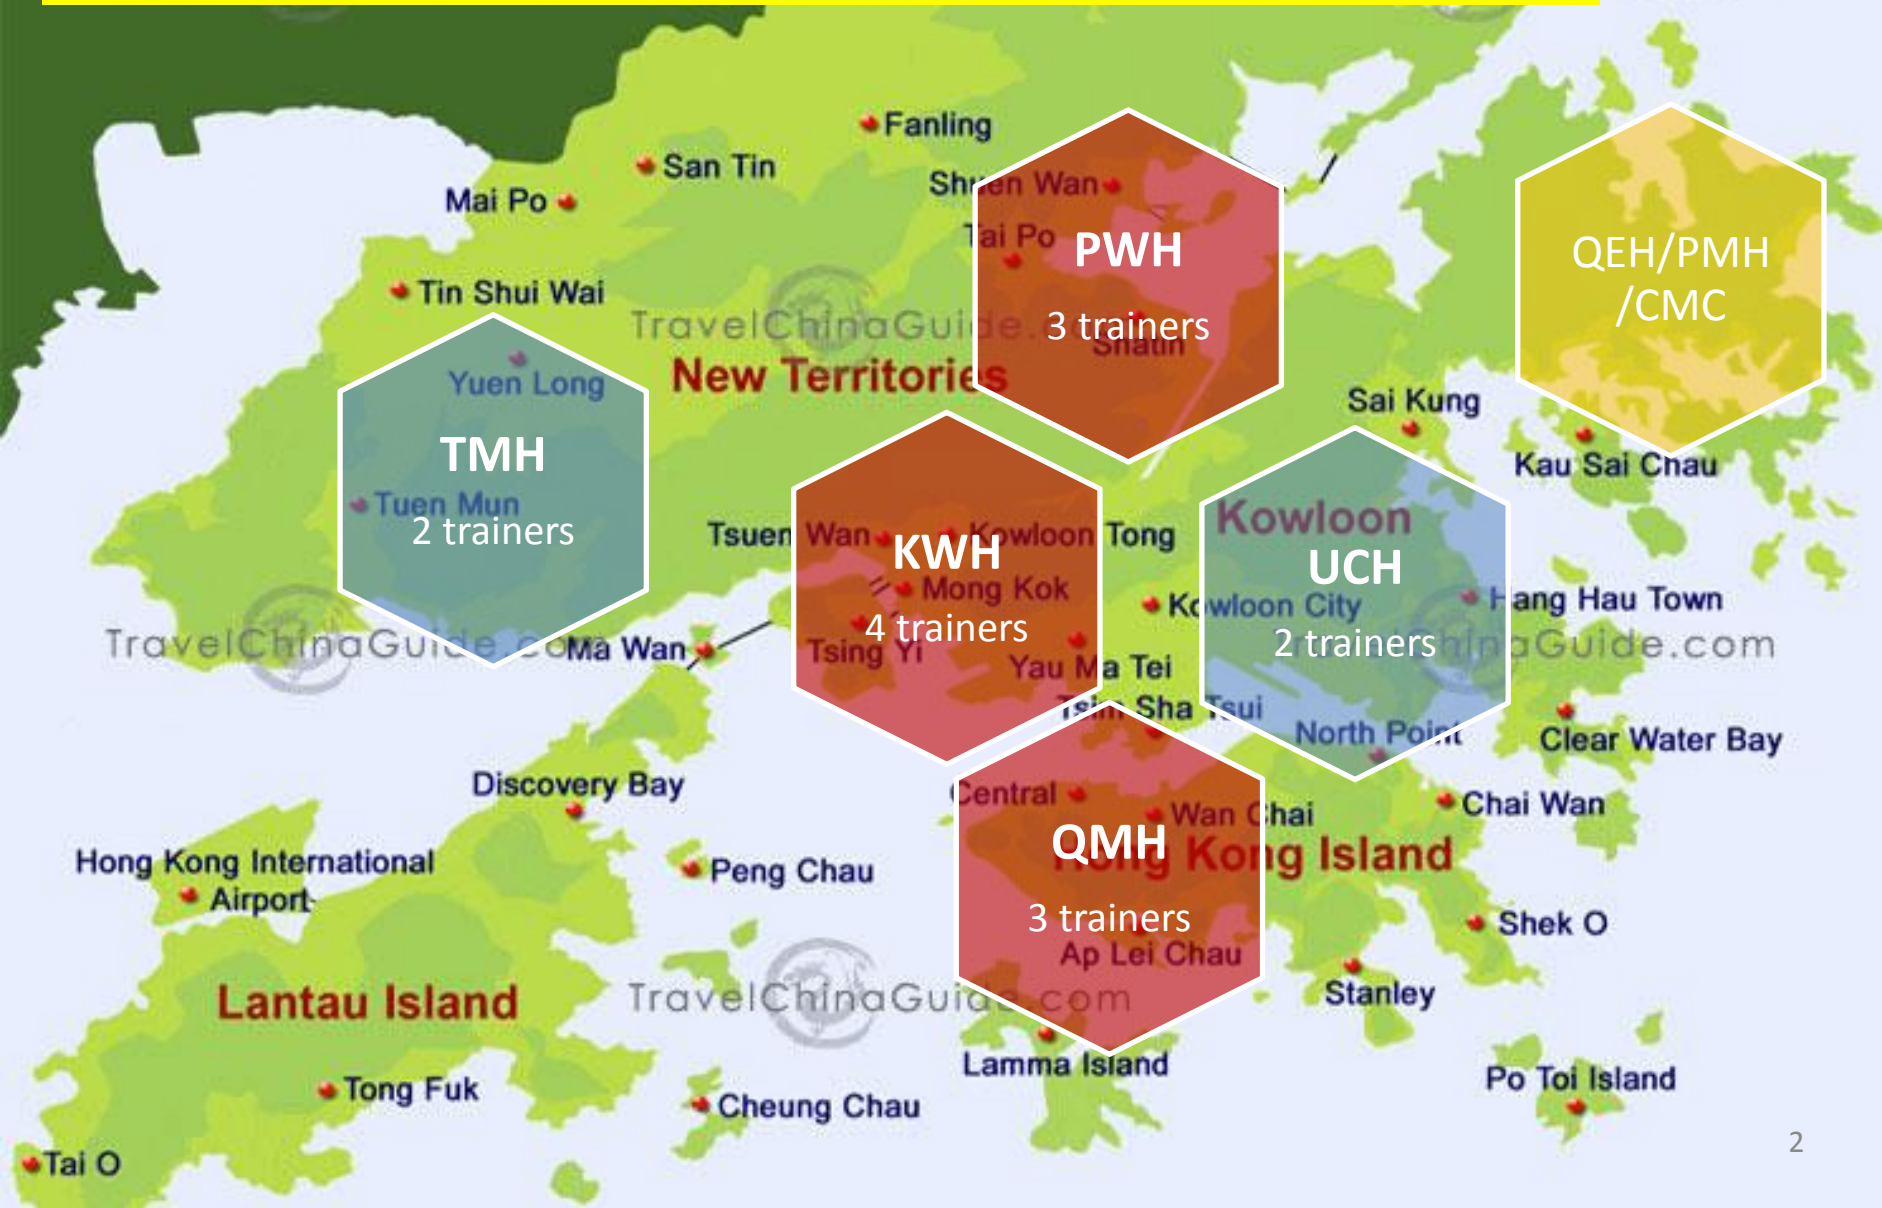 Fanling
San Tin
Mai Po
Shuen Wan
Tai Po
PWH
3 trainers
Shatin
QEH/PMH
/CMC
Tin Shui Wai
TravelChinaGuide.com
New Territories
Yuen Long
TMH
Tuen Mun
2 trainers
Sai Kung
Kau Sai Chau
Tsuen Wan
Kowloon Tong
KWH
Mong Kok
4 trainers
Tsing Yi
Yau Ma Tei
Kowloon
UCH
Kowloon City
2 trainers
Hang Hau Town
TravelChinaGuide.com
Ma Wan
TravelChinaGuide.com
Tsim Sha Tsui
North Point
Clear Water Bay
Discovery Bay
Central
Wan Chai
Chai Wan
QMH
Hong Kong Island
3 trainers
Ap Lei Chau
Hong Kong International
Airport
Peng Chau
Shek O
Stanley
Lantau Island
TravelChinaGuide.com
Lamma Island
Po Toi Island
Tong Fuk
Cheung Chau
Tai O
2